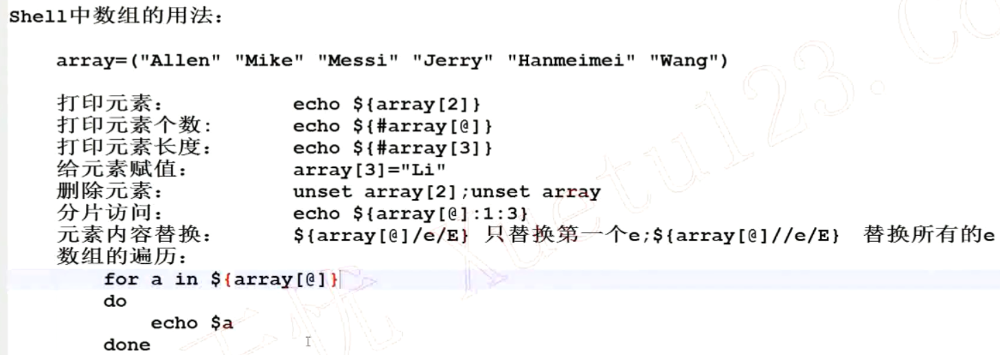 Shell中数组的用法:
array=("Allen" "Mike" "Messi" "Jerry" "Hanmeimei" "Wang")
打印元素: echo ${array[2]}
打印元素个数: echo ${#array[@]}
打印元素长度: echo ${#array[3]}
给元素赋值: array[3]="Li"
删除元素: unset array[2];unset array
分片访问: echo ${array[@]:1:3}
元素内容替换: ${array[@]/e/E} 只替换第一个e;${array[@]//e/E} 替换所有的e
数组的遍历:
for a in ${array[@]}
do
echo $a
done